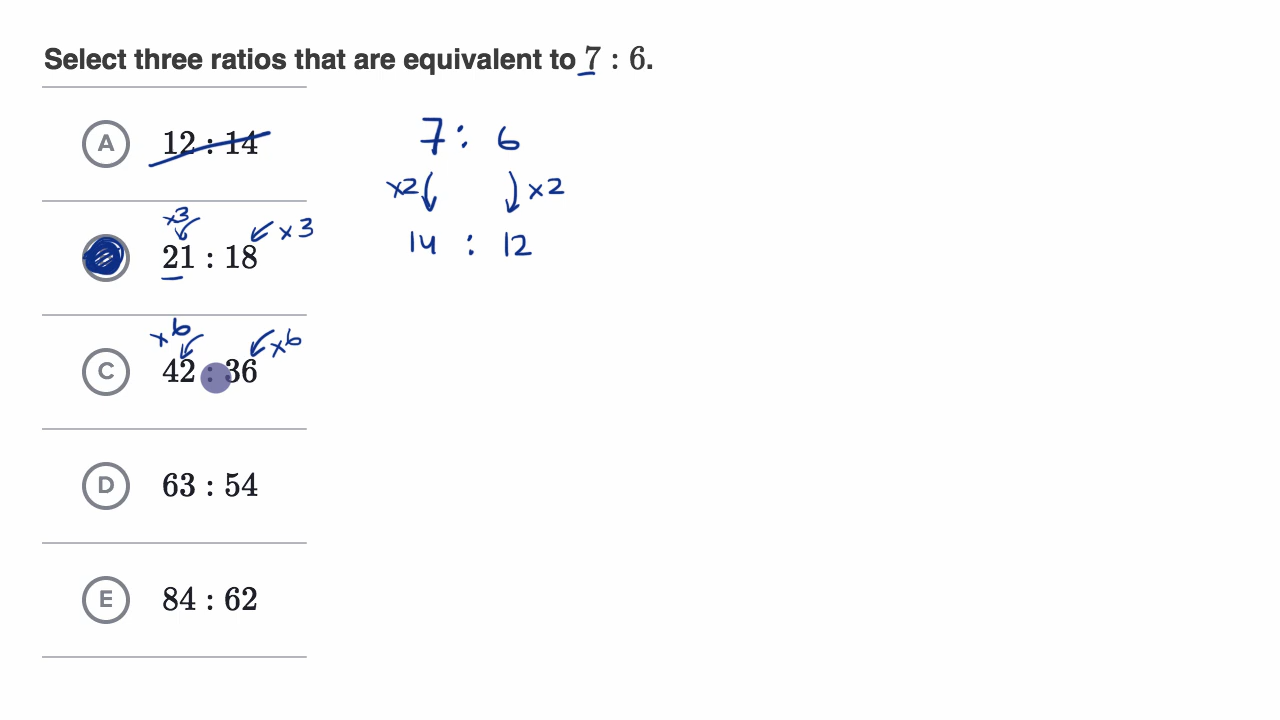 Select three ratios that are equivalent to 7 : 6.
A 12 : 14
7 : 6
x2 x2
14 : 12
x3 x3
21 : 18
x6 x6
C 42 : 36
D 63 : 54
E 84 : 62